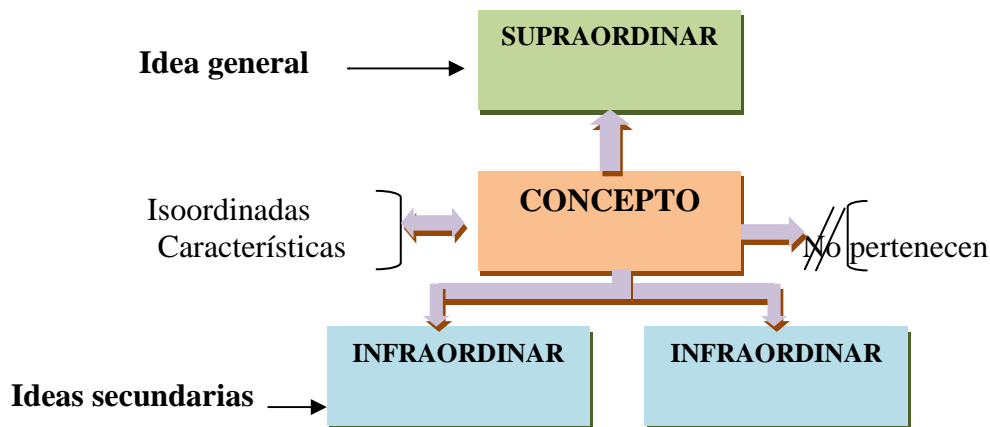 SUPRAORDINAR
Idea general
CONCEPTO
Isoordinadas
Características
No pertenecen
INFRAORDINAR
INFRAORDINAR
Ideas secundarias